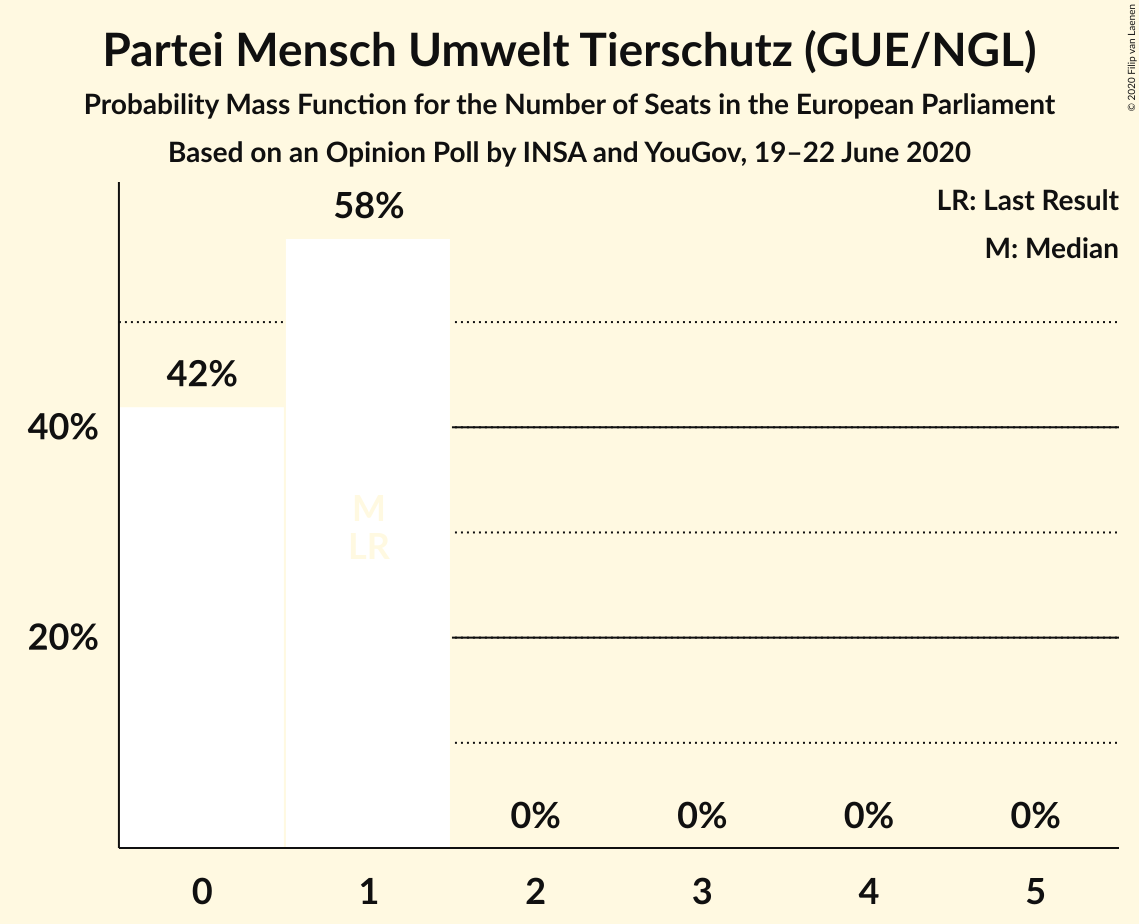 Partei Mensch Umwelt Tierschutz (GUE/NGL)
Probability Mass Function for the Number of Seats in the European Parliament
Based on an Opinion Poll by INSA and YouGov, 19–22 June 2020
© 2020 Filip van Laenen
LR: Last Result
M: Median
58%
42%
40%
M
LR
20%
0% 0% 0% 0%
0 1 2 3 4 5